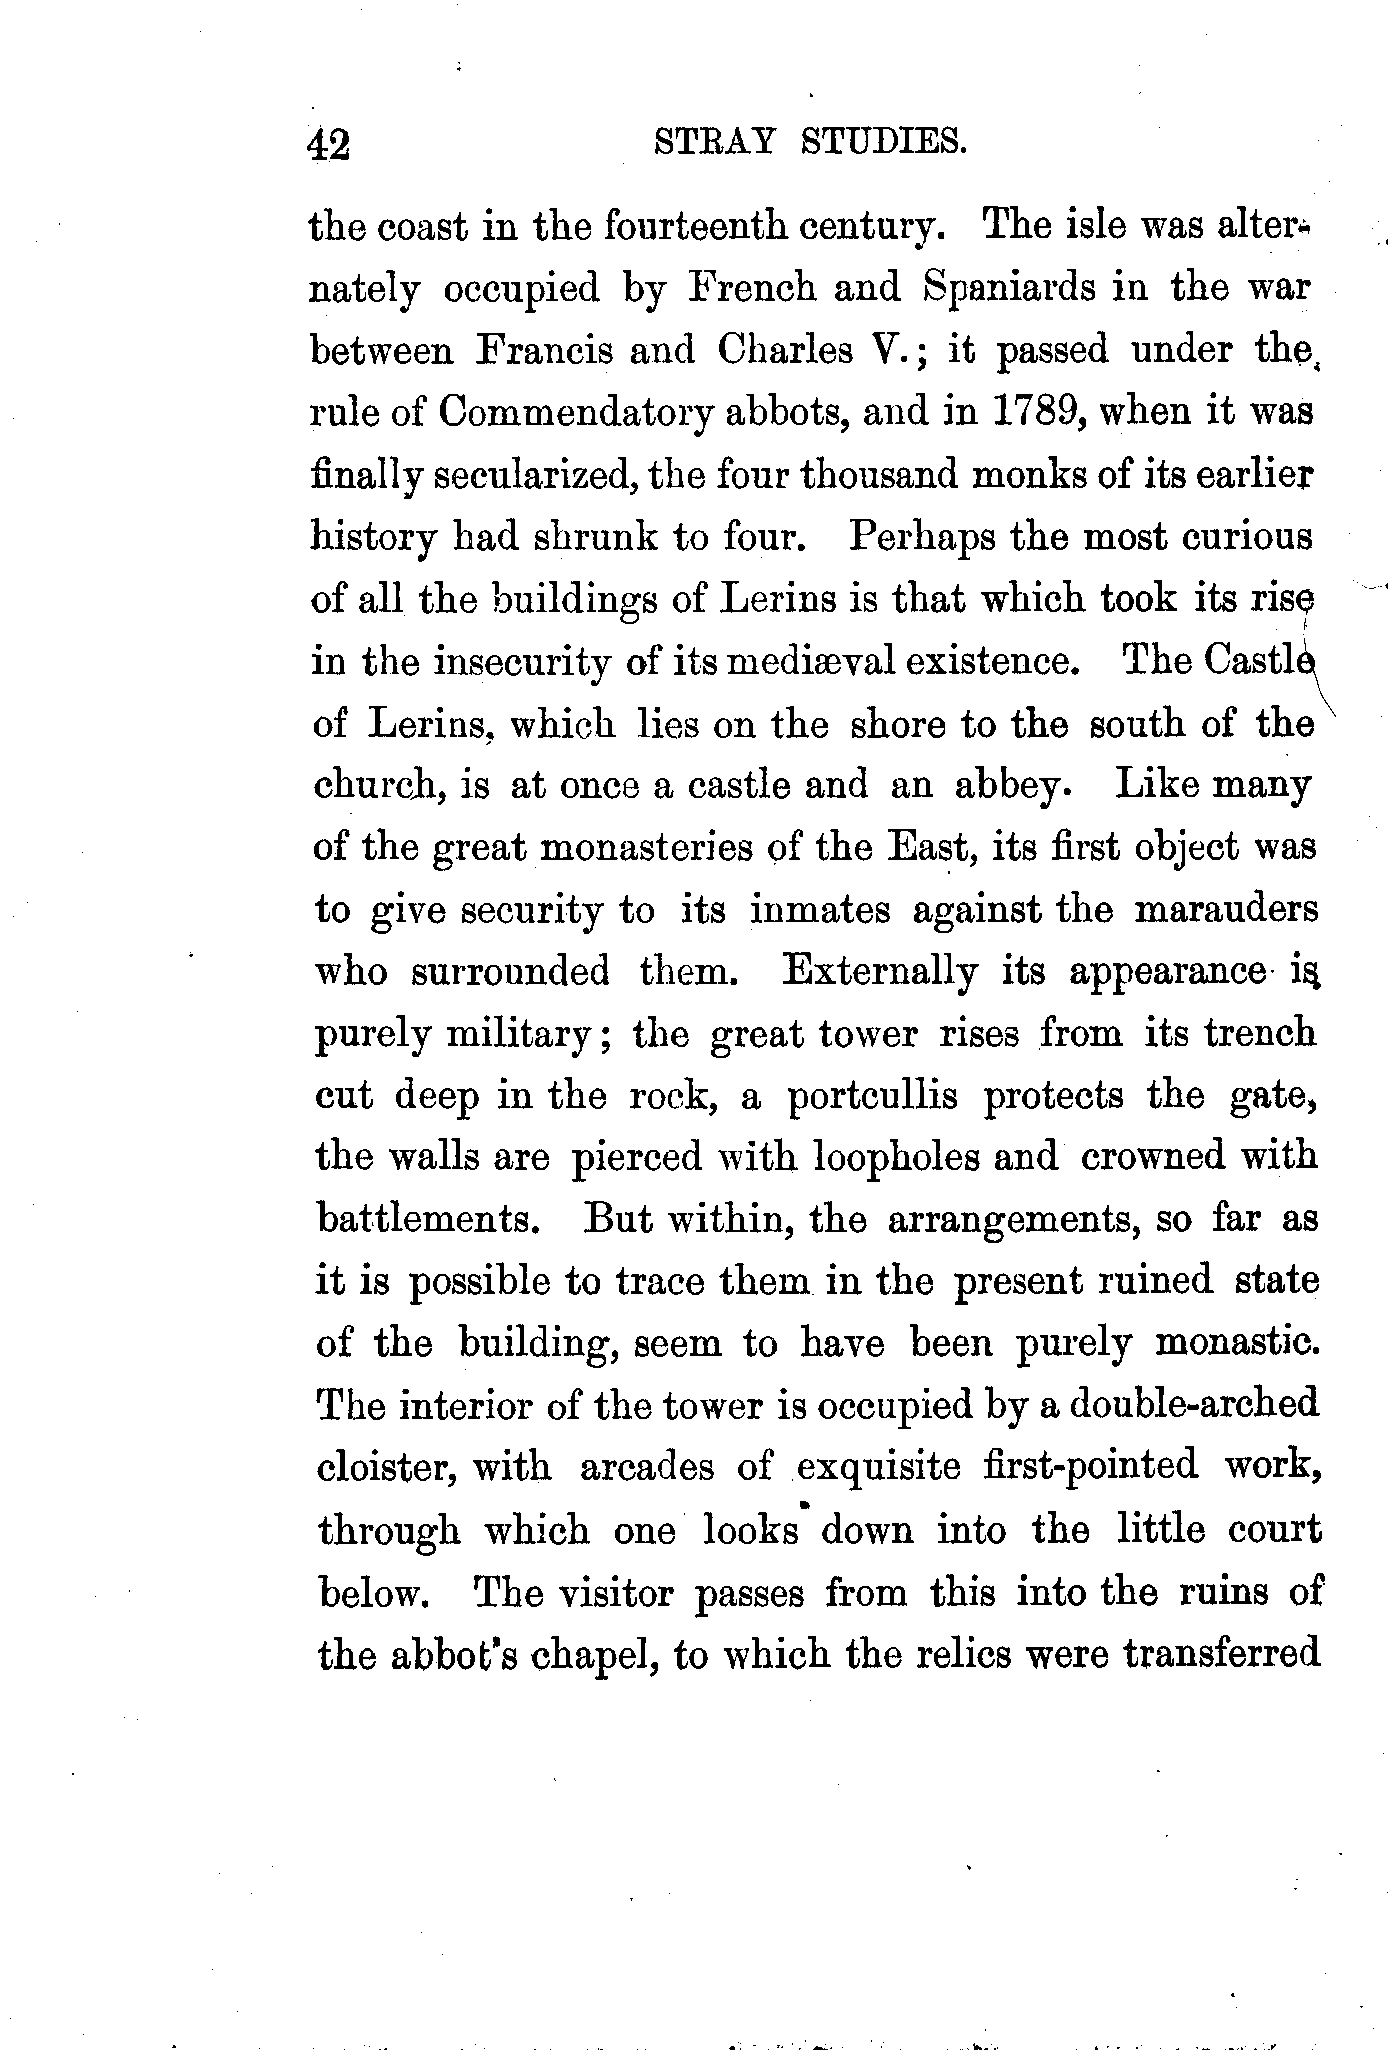 42 STRAY STUDIES.
the coast in the fourteenth century. The isle was alter-
nately occupied by French and Spaniards in the war
between Francis and Charles V.; it passed under the
rule of Commendatory abbots, and in 1789, when it was
finally secularized, the four thousand monks of its earlier
history had shrunk to four. Perhaps the most curious
of all the buildings of Lerins is that which took its rise
in the insecurity of its mediæval existence. The Castle
of Lerins, which lies on the shore to the south of the
church, is at once a castle and an abbey. Like many
of the great monasteries of the East, its first object was
to give security to its inmates against the marauders
who surrounded them. Externally its appearance is
purely military; the great tower rises from its trench
cut deep in the rock, a portcullis protects the gate,
the walls are pierced with loopholes and crowned with
battlements. But within, the arrangements, so far as
it is possible to trace them in the present ruined state
of the building, seem to have been purely monastic.
The interior of the tower is occupied by a double-arched
cloister, with arcades of exquisite first-pointed work,
through which one looks down into the little court
below. The visitor passes from this into the ruins of
the abbot's chapel, to which the relics were transferred